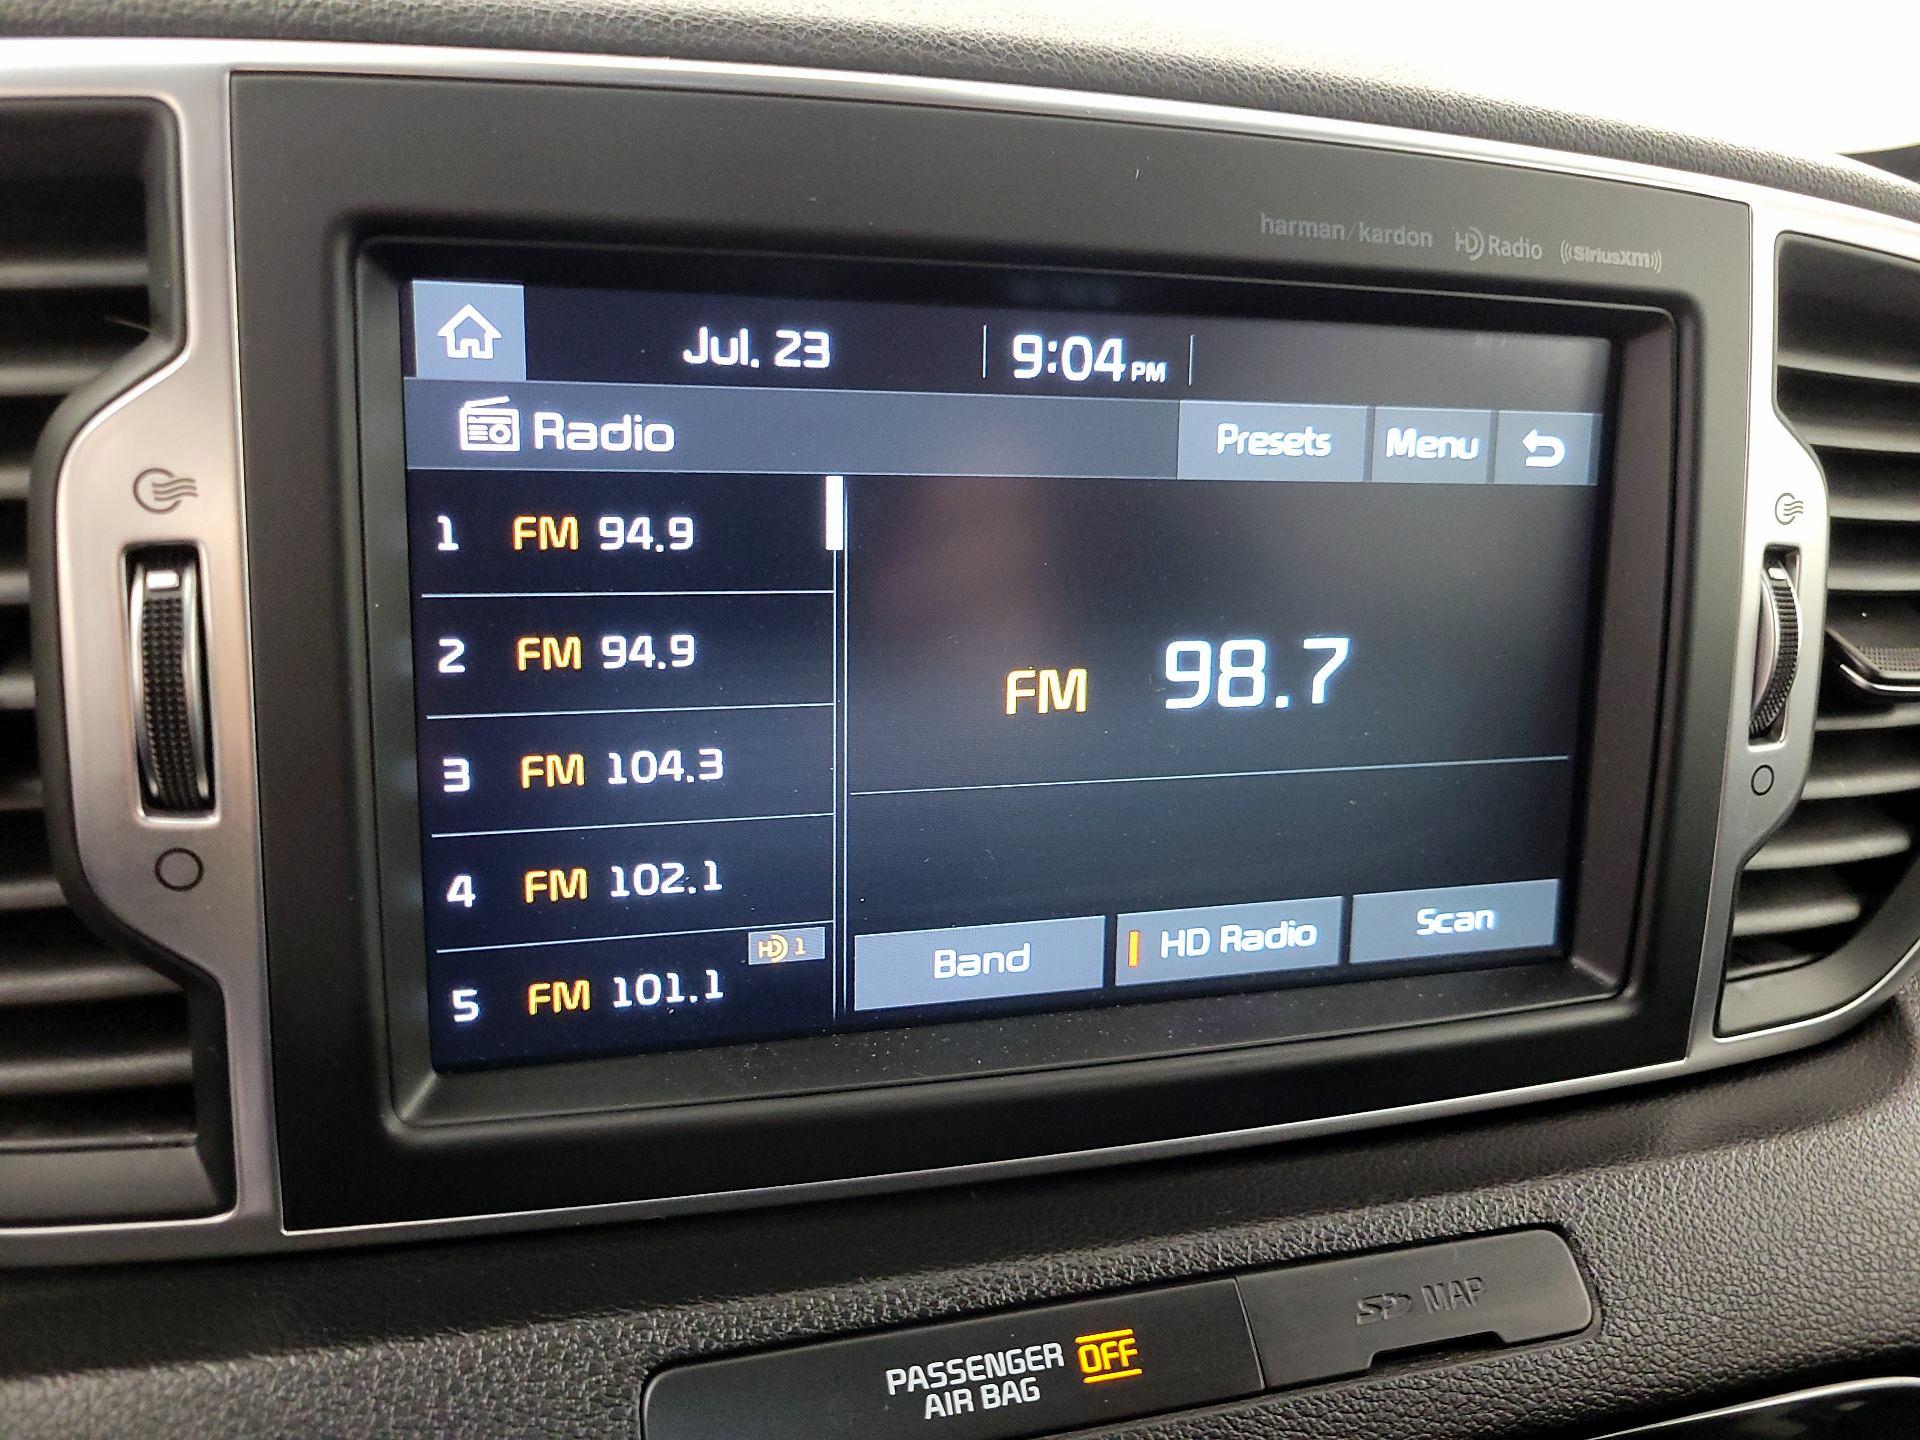 harman/kardon HD Radio ((SiriusXM))
Jul. 23 9:04 PM
Radio Presets Menu
1 FM 94.9
2 FM 94.9
3 FM 104.3
4 FM 102.1
HD 1
5 FM 101.1
FM 98.7
Band HD Radio Scan
PASSENGER OFF
AIR BAG
SD MAP